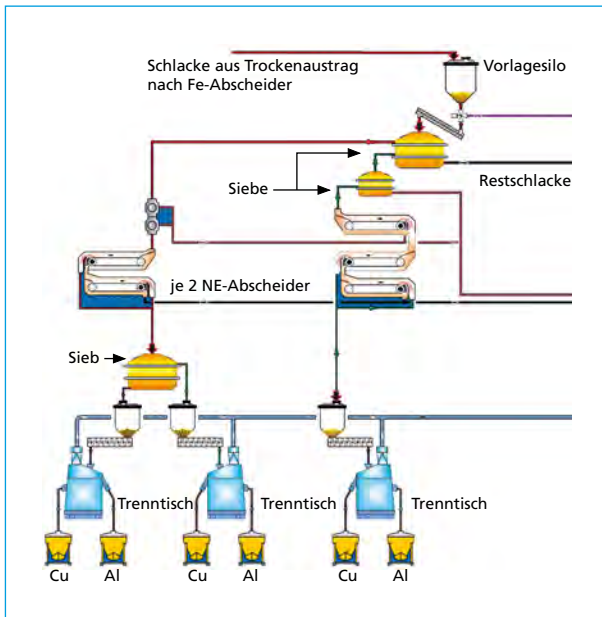 Schlacke aus Trockenaustrag
nach Fe-Abscheider
Vorlagesilo
Siebe
Restschlacke
je 2 NE-Abscheider
Sieb
Trenntisch
Trenntisch
Trenntisch
Cu
Al
Cu
Al
Cu
Al